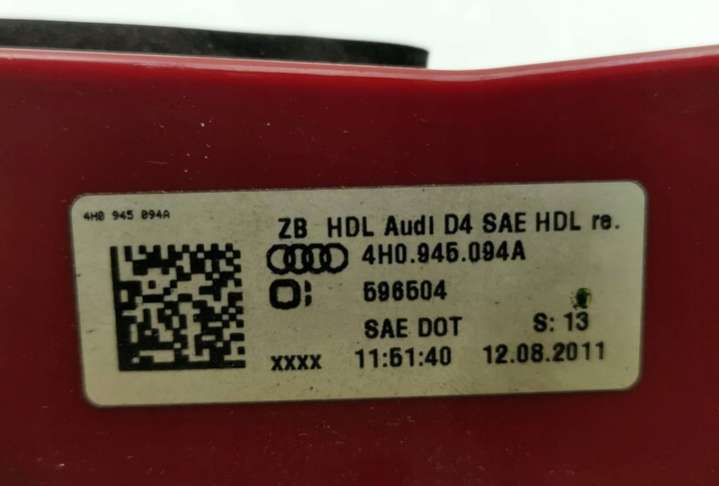 4H0 945 094A
ZB HDL Audi D4 SAE HDL re.
4H0.945.094A
596504
SAE DOT S: 13
xxxx 11:51:40 12.08.2011